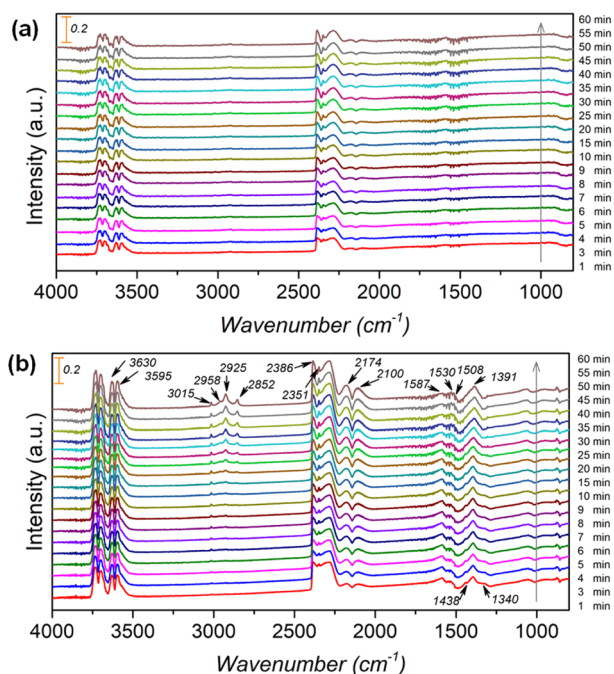 (a)
0.2
Intensity (a.u.)
60 min
55 min
50 min
45 min
40 min
35 min
30 min
25 min
20 min
15 min
10 min
9 min
8 min
7 min
6 min
5 min
4 min
3 min
1 min
4000 3500 3000 2500 2000 1500 1000
Wavenumber (cm-1)
(b)
0.2
3630
3595
3015
2958
2925
2852
2386
2351
2174
2100
1587
1530
1508
1391
1438
1340
Intensity (a.u.)
60 min
55 min
50 min
45 min
40 min
35 min
30 min
25 min
20 min
15 min
10 min
9 min
8 min
7 min
6 min
5 min
4 min
3 min
1 min
4000 3500 3000 2500 2000 1500 1000
Wavenumber (cm-1)